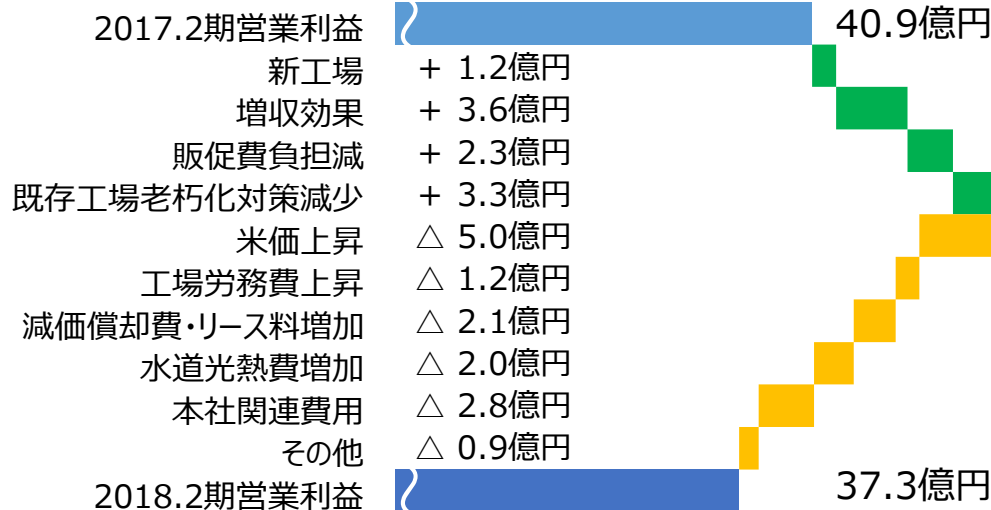 2017.2期営業利益 40.9億円
新工場 + 1.2億円
増収効果 + 3.6億円
販促費負担減 + 2.3億円
既存工場老朽化対策減少 + 3.3億円
米価上昇 △ 5.0億円
工場労務費上昇 △ 1.2億円
減価償却費・リース料増加 △ 2.1億円
水道光熱費増加 △ 2.0億円
本社関連費用 △ 2.8億円
その他 △ 0.9億円
2018.2期営業利益 37.3億円